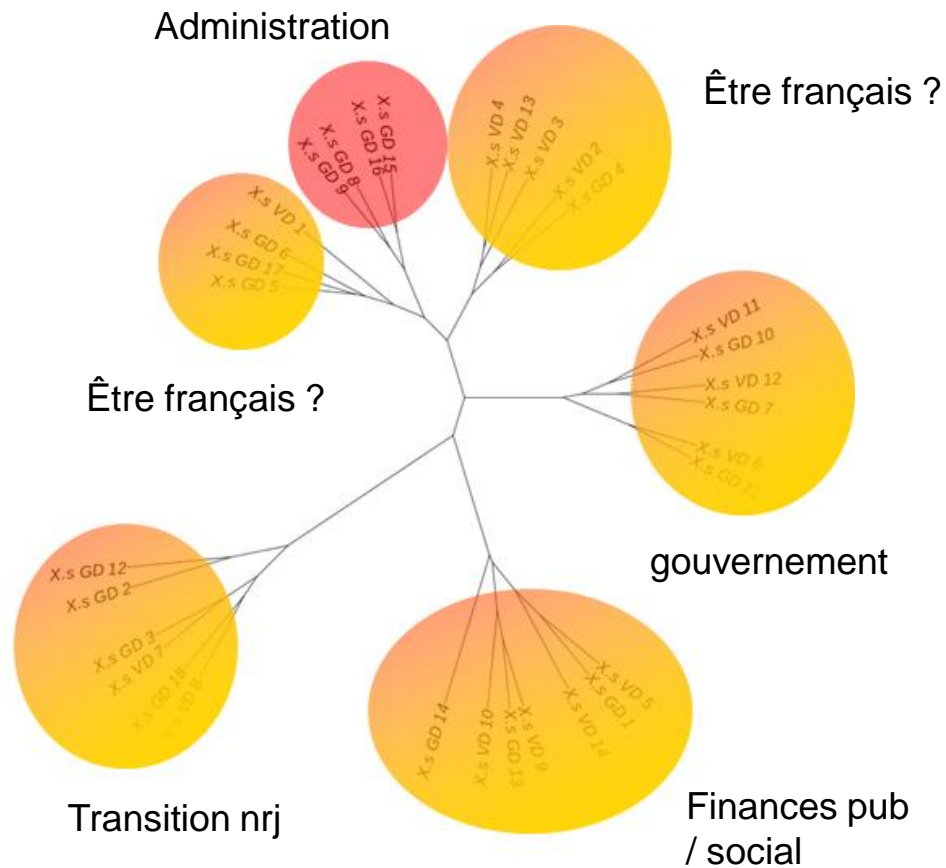 Administration
Être français ?
X.s GD 15
X.s GD 16
X.s GD 8
X.s GD 9
X.s VD 4
X.s VD 13
X.s VD 3
X.s VD 2
X.s GD 4
X.s VD 1
X.s GD 6
X.s GD 17
X.s GD 5
Être français ?
X.s VD 11
X.s GD 10
X.s VD 12
X.s GD 7
X.s VD 6
X.s GD 11
gouvernement
X.s GD 12
X.s GD 2
X.s GD 3
X.s VD 7
X.s GD 18
X.s VD 8
Transition nrj
X.s GD 14
X.s VD 10
X.s GD 13
X.s VD 9
X.s VD 14
X.s GD 1
X.s VD 5
Finances pub
/ social